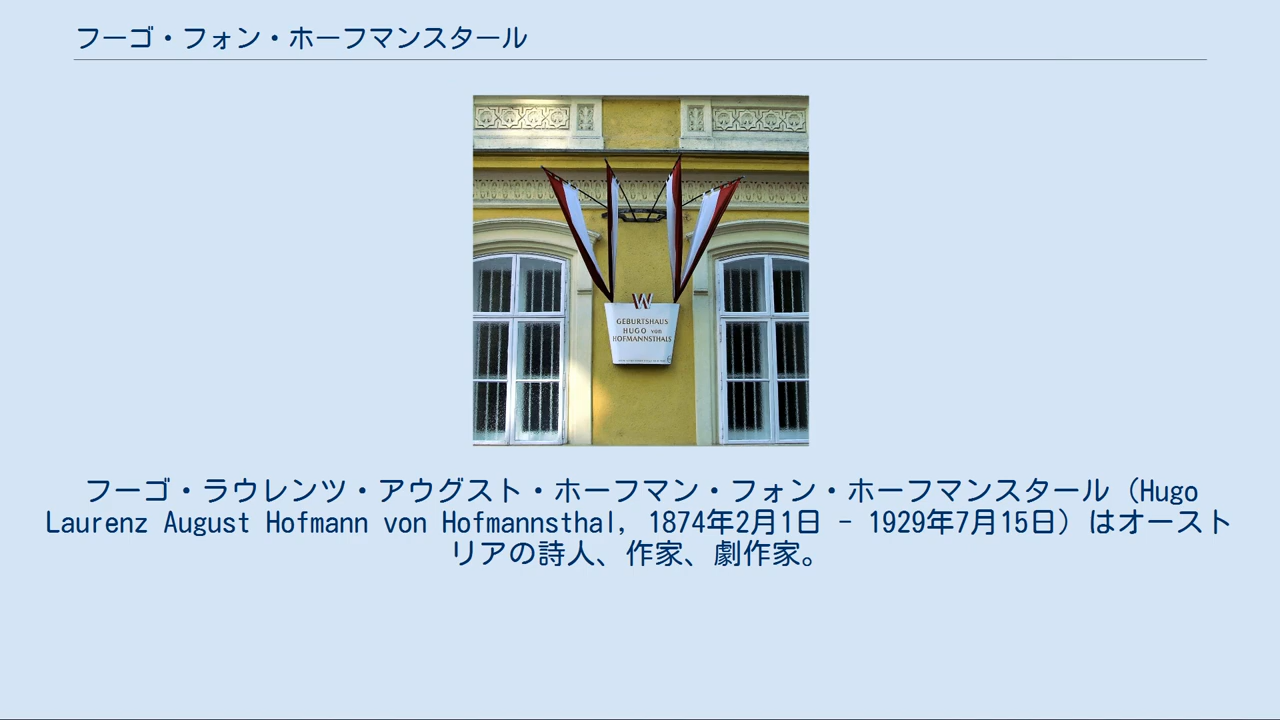 フーゴ・フォン・ホーフマンスタール
W
GEBURTSHAUS
HUGO von
HOFMANNSTHALS
フーゴ・ラウレンツ・アウグスト・ホーフマン・フォン・ホーフマンスタール（Hugo
Laurenz August Hofmann von Hofmannsthal, 1874年2月1日 - 1929年7月15日）はオースト
リアの詩人、作家、劇作家。